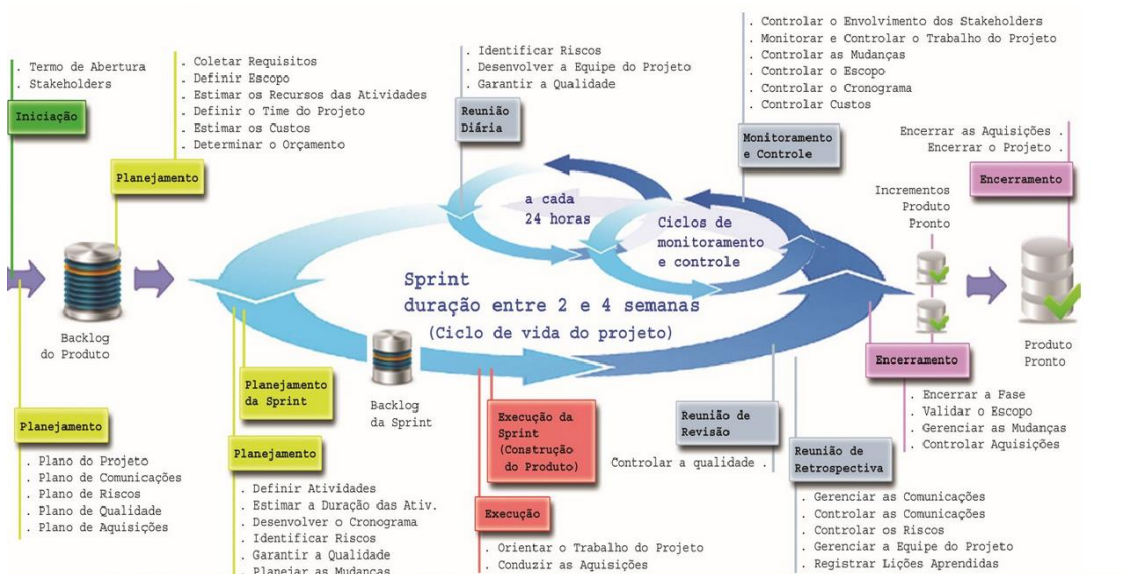 . Termo de Abertura
. Stakeholders
Iniciação
. Coletar Requisitos
. Definir Escopo
. Estimar os Recursos das Atividades
. Definir o Time do Projeto
. Estimar os Custos
. Determinar o Orçamento
Planejamento
. Identificar Riscos
. Desenvolver a Equipe do Projeto
. Garantir a Qualidade
Reunião
Diária
. Controlar o Envolvimento dos Stakeholders
. Monitorar e Controlar o Trabalho do Projeto
. Controlar as Mudanças
. Controlar o Escopo
. Controlar o Cronograma
. Controlar Custos
Monitoramento
e Controle
Encerrar as Aquisições .
Encerrar o Projeto .
Encerramento
a cada
24 horas
Ciclos de
monitoramento
e controle
Sprint
duração entre 2 e 4 semanas
(Ciclo de vida do projeto)
Incrementos
Produto
Pronto
Backlog
do Produto
Produto
Pronto
Planejamento
. Plano do Projeto
. Plano de Comunicações
. Plano de Riscos
. Plano de Qualidade
. Plano de Aquisições
Planejamento
da Sprint
Backlog
da Sprint
Planejamento
. Definir Atividades
. Estimar a Duração das Ativ.
. Desenvolver o Cronograma
. Identificar Riscos
. Garantir a Qualidade
. Planejar as Mudanças
Execução da
Sprint
(Construção
do Produto)
Execução
. Orientar o Trabalho do Projeto
. Conduzir as Aquisições
Reunião de
Revisão
Controlar a qualidade .
Reunião de
Retrospectiva
. Gerenciar as Comunicações
. Controlar as Comunicações
. Controlar os Riscos
. Gerenciar a Equipe do Projeto
. Registrar Lições Aprendidas
Encerramento
. Encerrar a Fase
. Validar o Escopo
. Gerenciar as Mudanças
. Controlar Aquisições